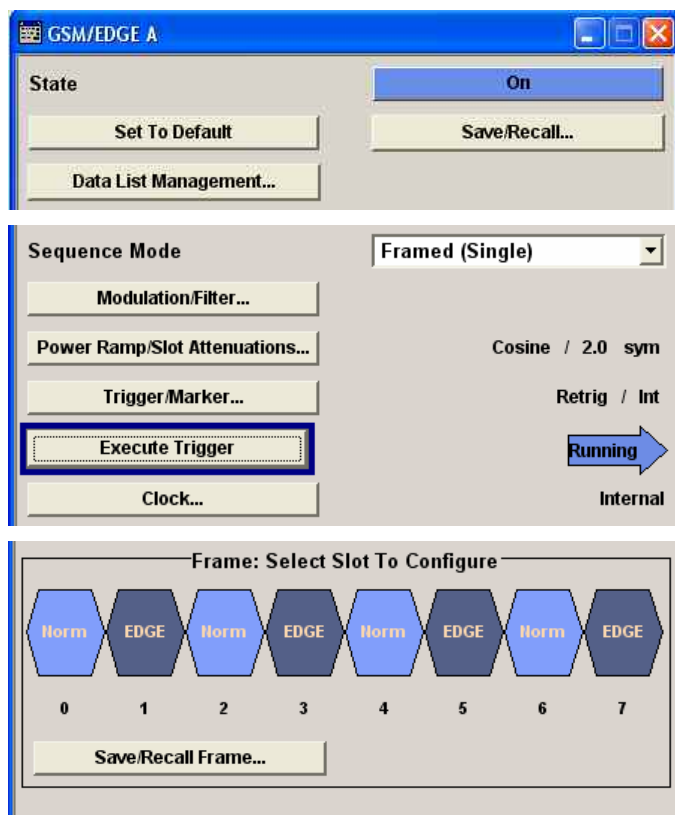 GSM/EDGE A
State On
Set To Default Save/Recall...
Data List Management...
Sequence Mode Framed (Single)
Modulation/Filter...
Power Ramp/Slot Attenuations... Cosine / 2.0 sym
Trigger/Marker... Retrig / Int
Execute Trigger Running
Clock... Internal
Frame: Select Slot To Configure
Norm EDGE Norm EDGE Norm EDGE Norm EDGE
0 1 2 3 4 5 6 7
Save/Recall Frame...